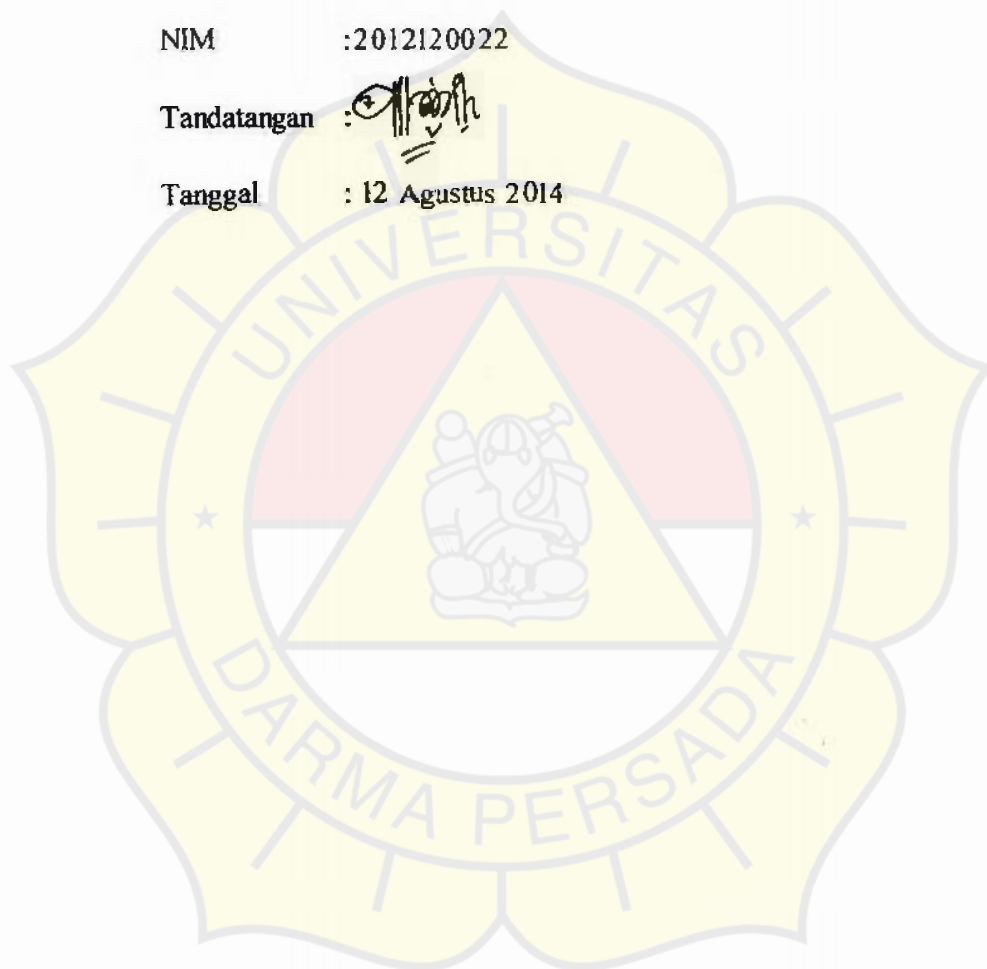 NIM :2012120022
Tandatangan :
Tanggal : 12 Agustus 2014
UNIVERSITAS
DARMA PERSADA